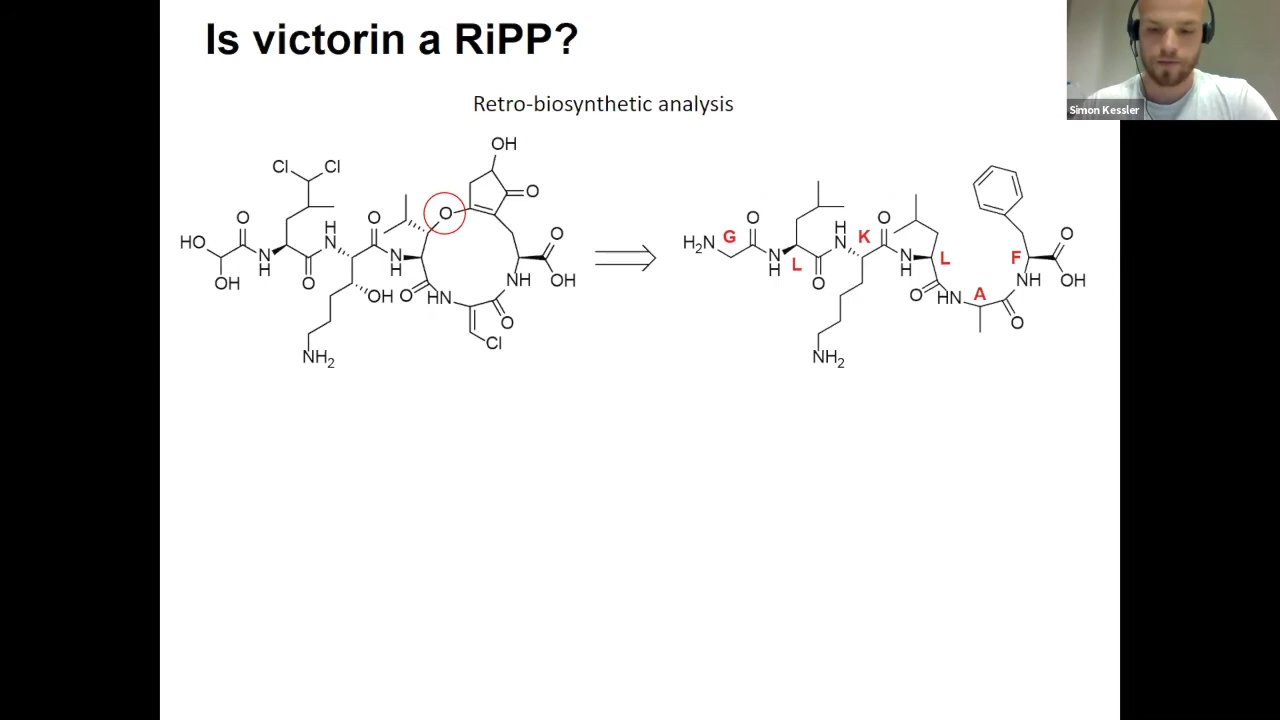 Is victorin a RiPP?
Simon Kessler
Retro-biosynthetic analysis
OH
Cl Cl
O
O
HO
O
H
N
O
N
H
OH
O
N
H
OH
O
HN
NH
O
OH
O
Cl
NH2
H2N
G
O
N
H
L
O
H
N
K
O
N
H
L
O
HN
A
O
NH
F
O
OH
NH2